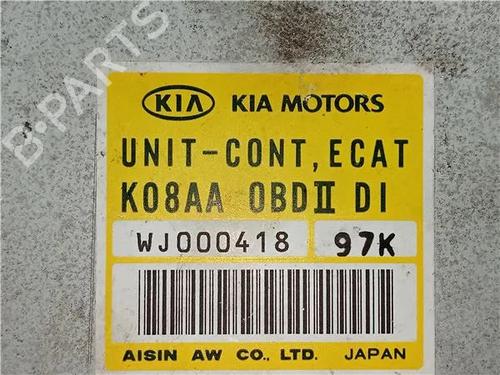 B-PARTS
KIA KIA MOTORS
UNIT-CONT, ECAT
K08AA OBDⅡ DI
WJ000418 97K
AISIN AW CO., LTD. JAPAN